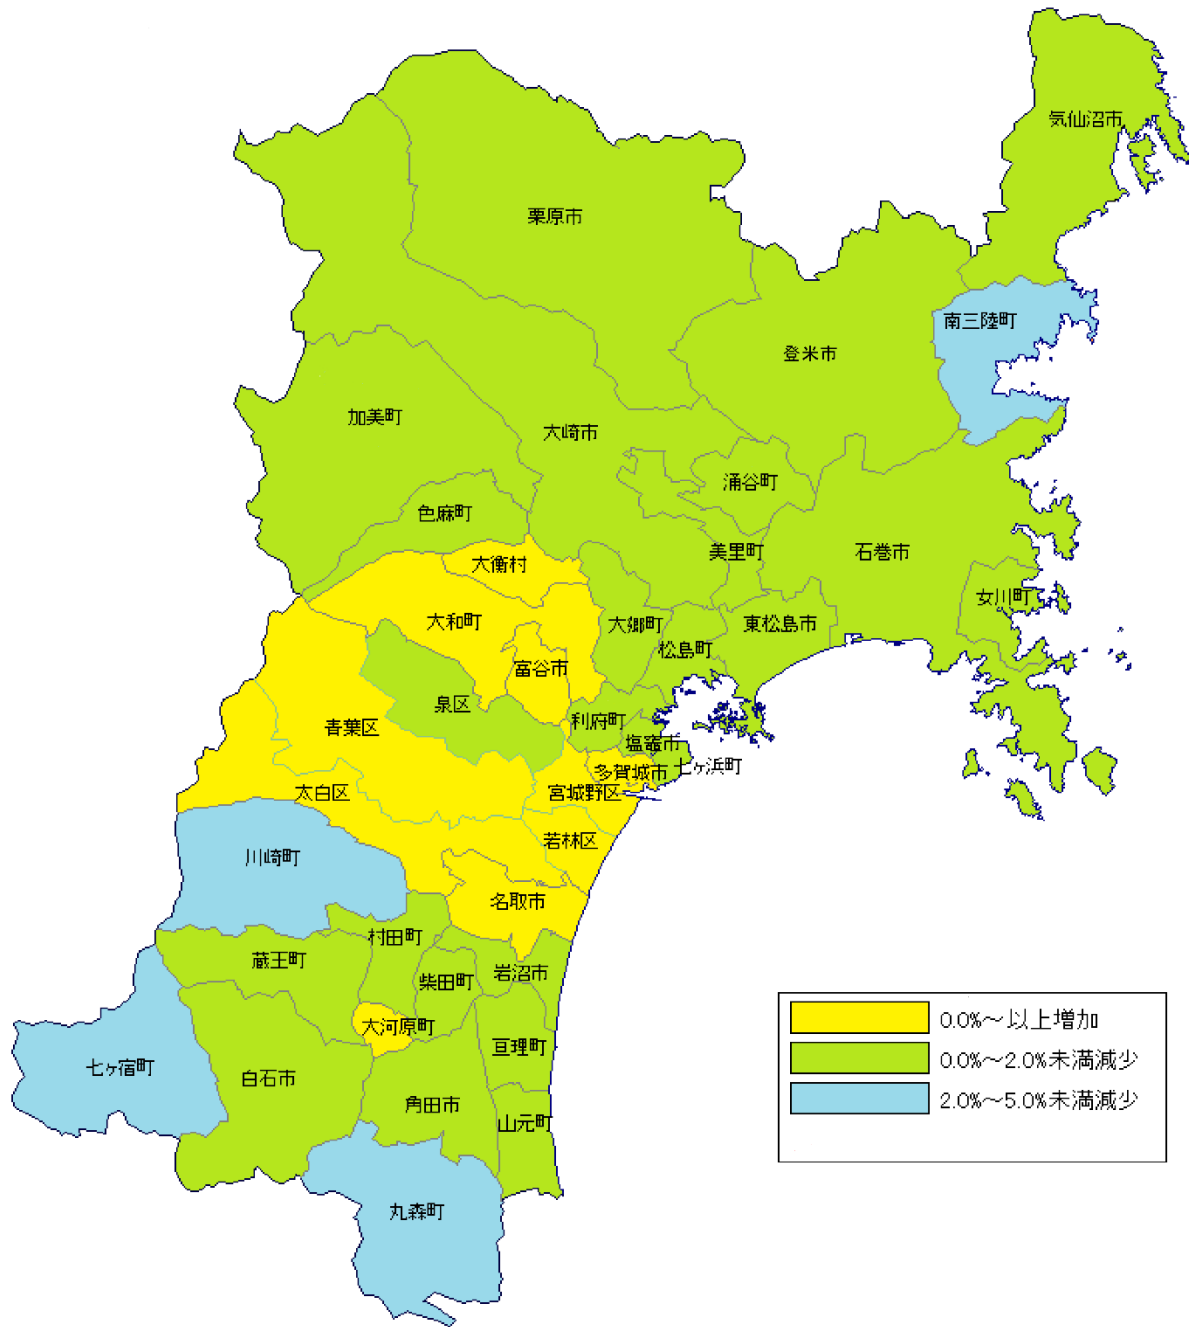 気仙沼市
栗原市
南三陸町
登米市
加美町
大崎市
涌谷町
色麻町
美里町
石巻市
大衡村
女川町
大和町
大郷町
東松島市
松島町
富谷市
泉区
利府町
青葉区
塩竈市
七ヶ浜町
多賀城市
太白区
宮城野区
若林区
川崎町
名取市
村田町
蔵王町
岩沼市
柴田町
大河原町
亘理町
七ヶ宿町
白石市
角田市
山元町
丸森町
0.0%～以上増加
0.0%～2.0%未満減少
2.0%～5.0%未満減少